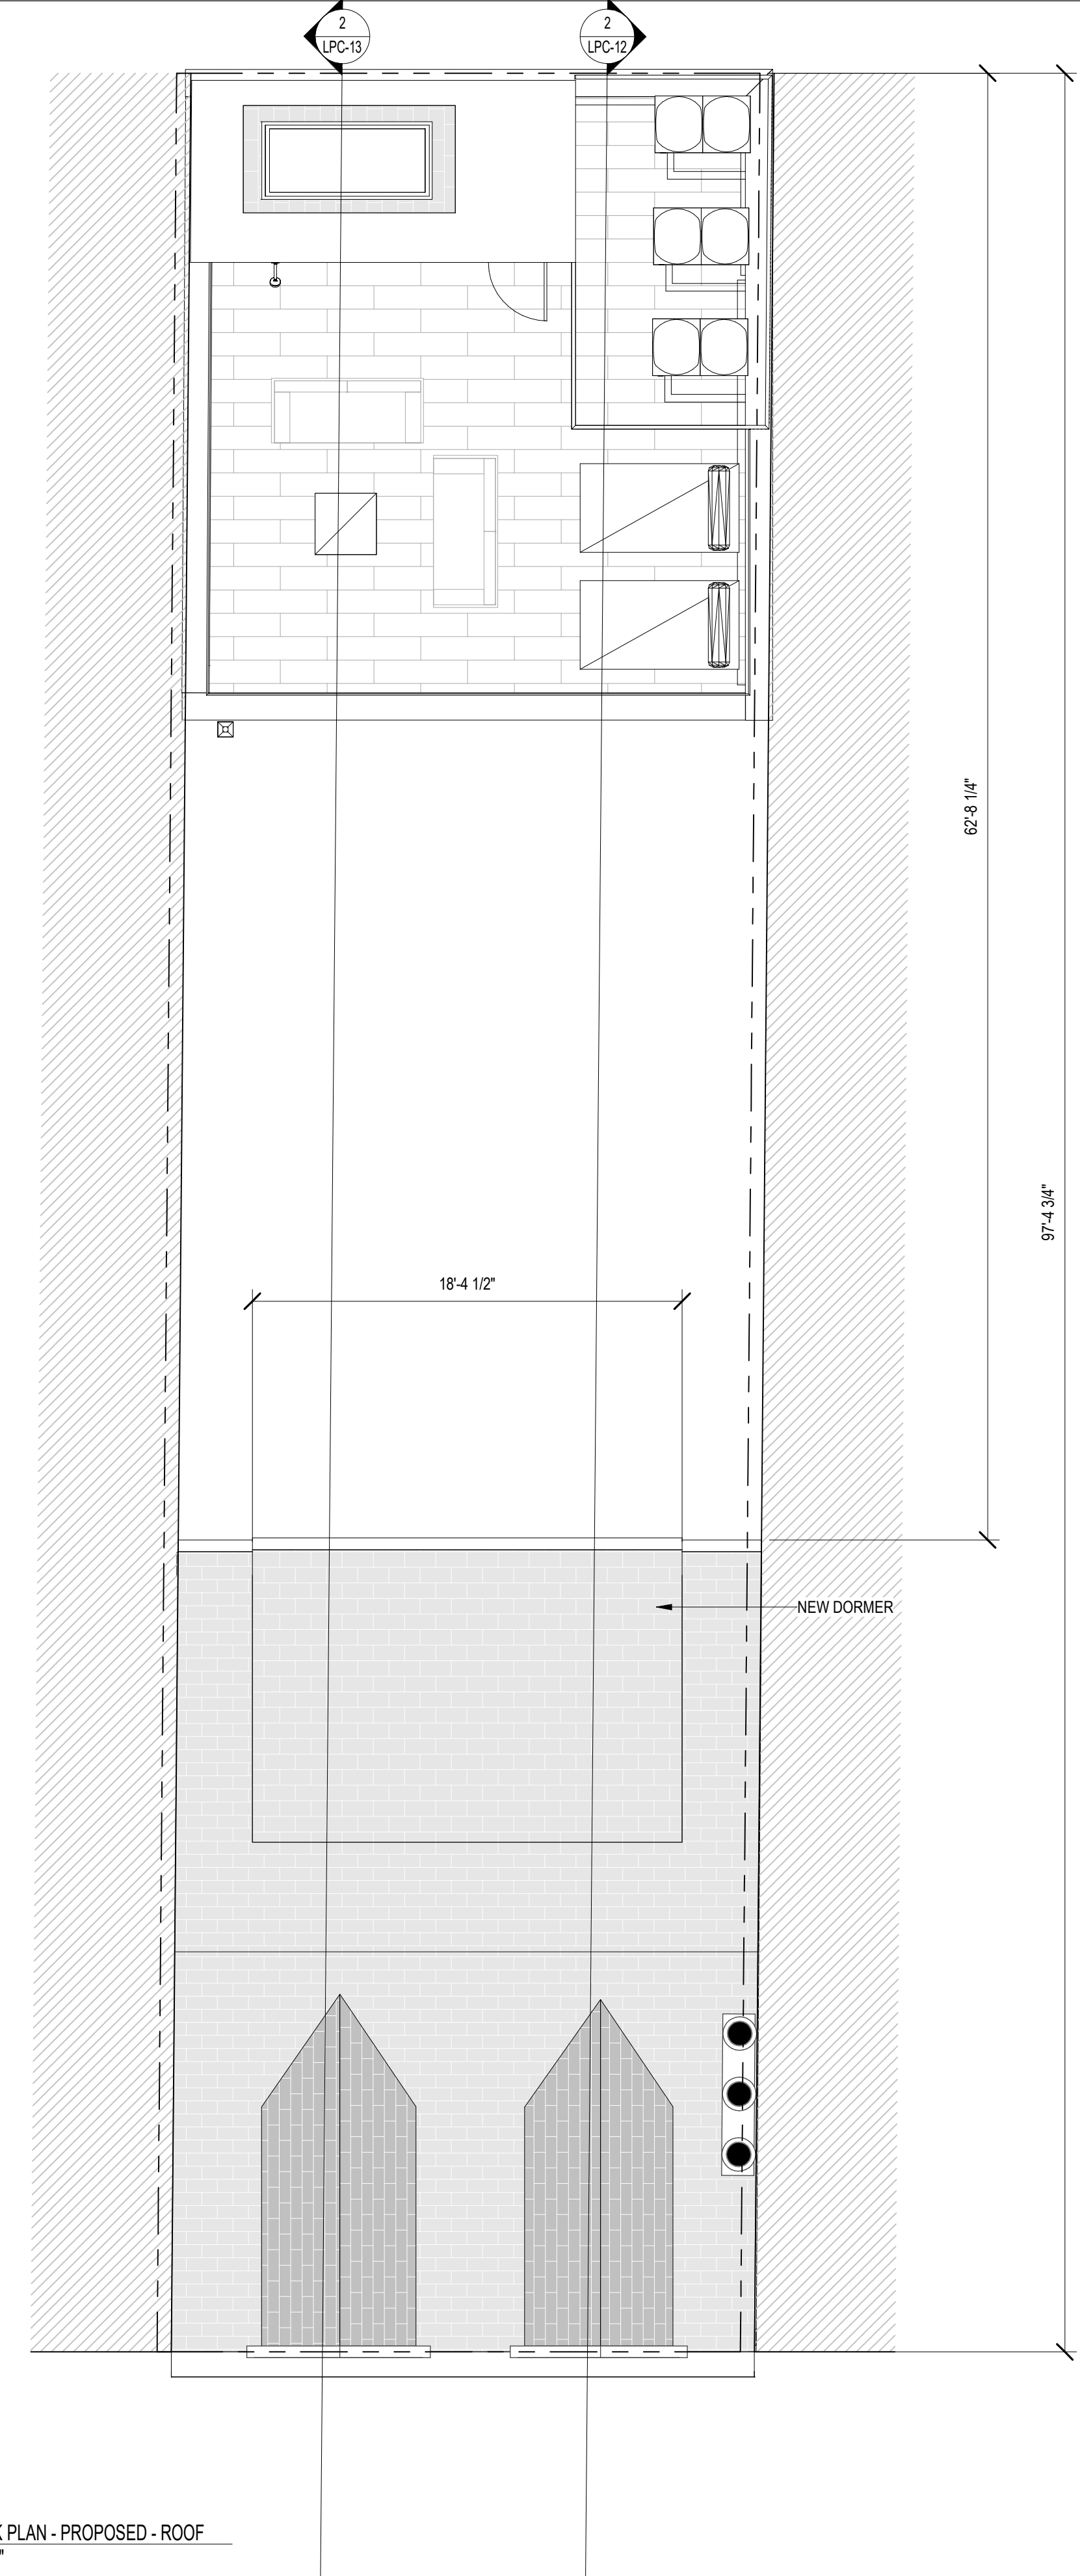 2
LPC-13
2
LPC-12
62'-8 1/4"
97'-4 3/4"
18'-4 1/2"
NEW DORMER
PLAN - PROPOSED - ROOF
"